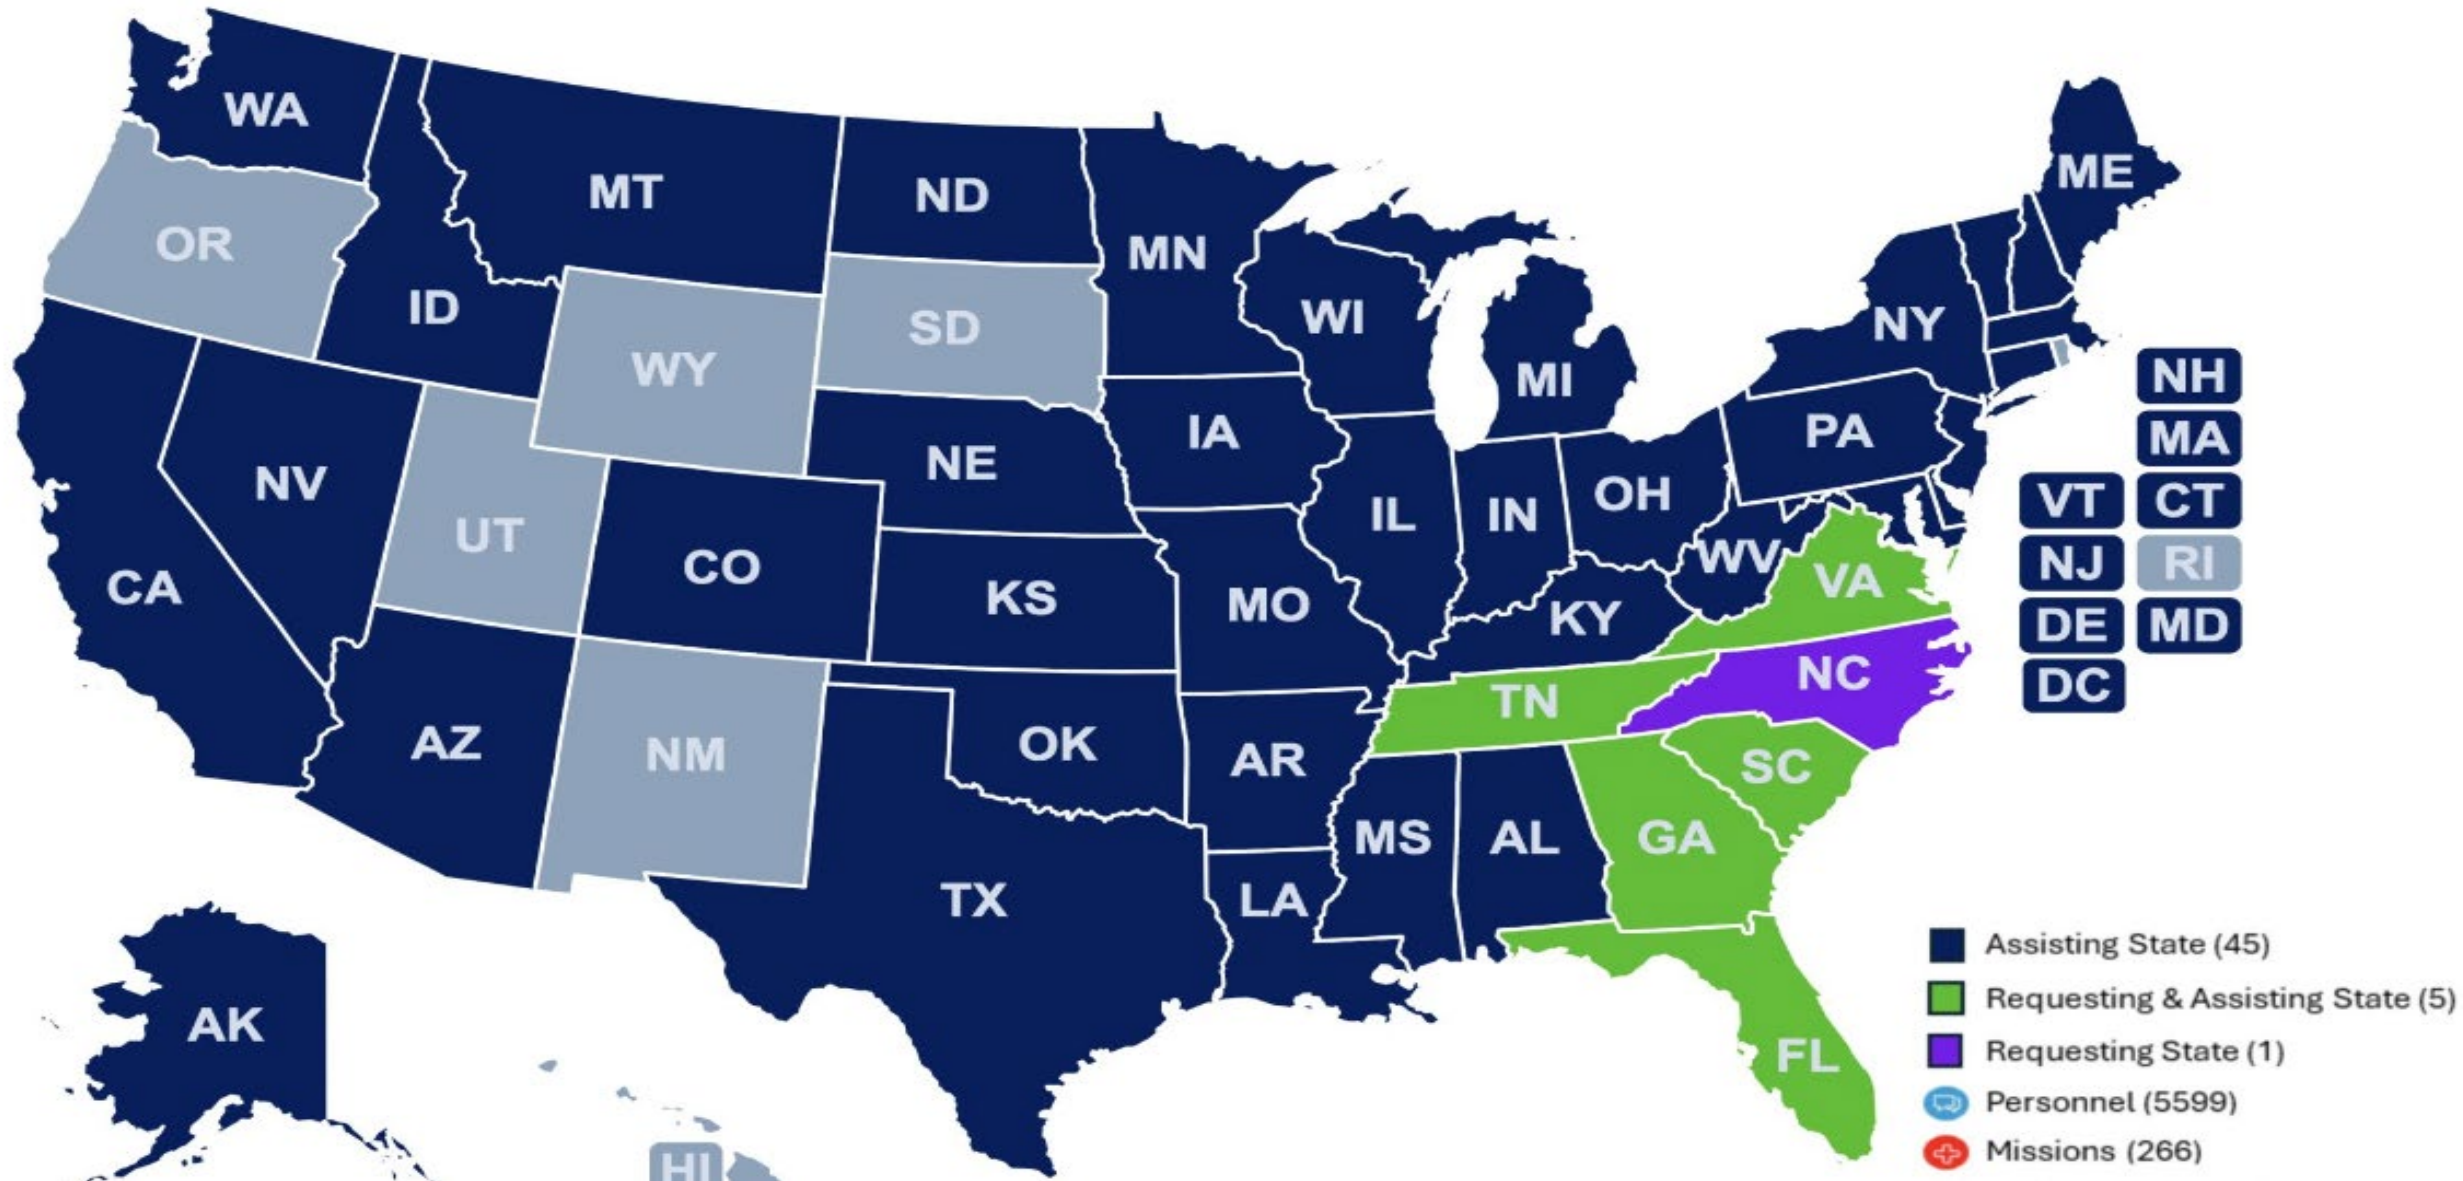 WA
MT
ND
MN
ME
OR
ID
WY
SD
WI
MI
NY
NH
MA
VT
CT
NJ
RI
DE
MD
DC
NV
UT
CO
NE
IA
IL
IN
OH
PA
CA
KS
MO
KY
WV
VA
AZ
NM
OK
AR
TN
NC
SC
TX
LA
MS
AL
GA
FL
AK
HI
Assisting State (45)
Requesting & Assisting State (5)
Requesting State (1)
Personnel (5599)
Missions (266)